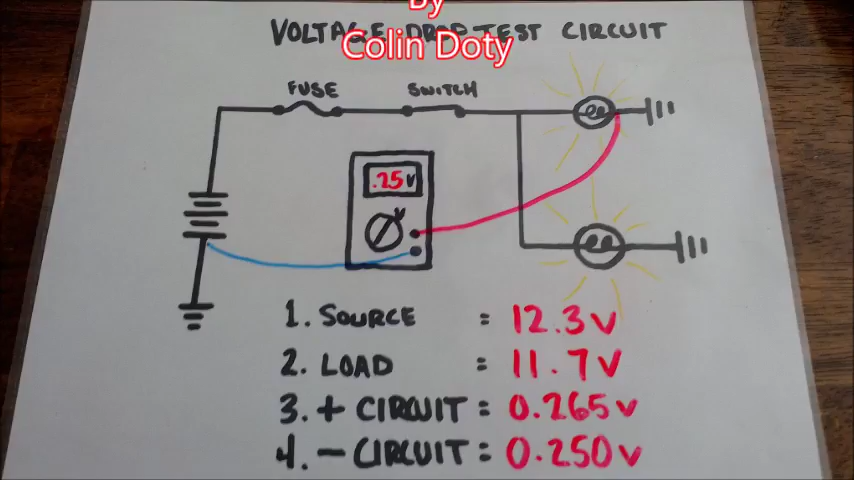 By
VOLTAGE DROP TEST CIRCUIT
Colin Doty
FUSE
SWITCH
.25V
V
1. SOURCE = 12.3V
2. LOAD = 11.7V
3. + CIRCUIT = 0.265V
4. - CIRCUIT = 0.250V